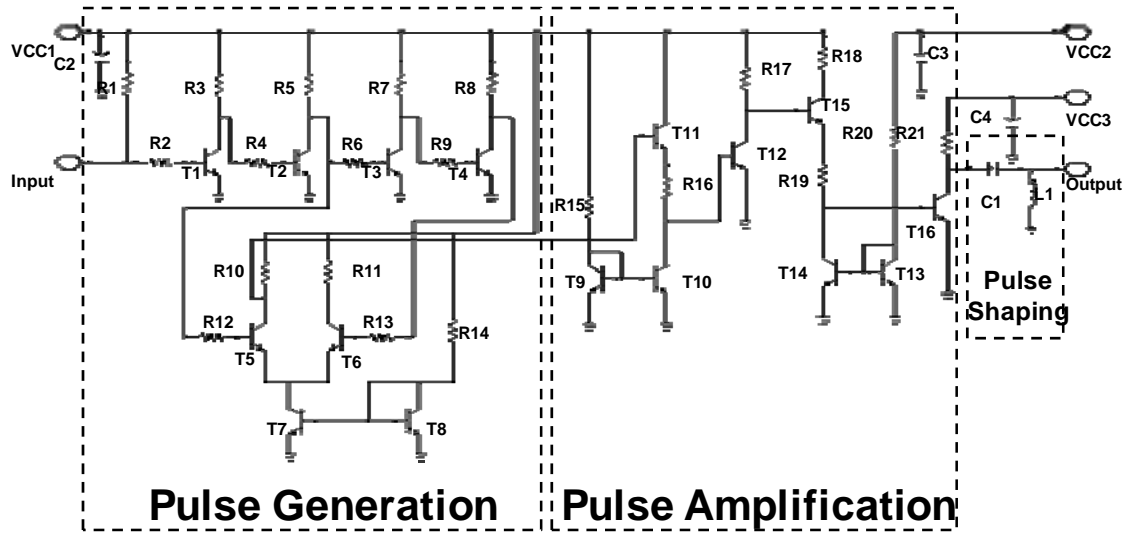 VCC1
C2
R1
R3
R5
R7
R8
R17
R18
C3
VCC2
T15
C4
VCC3
R2
R4
R6
R9
T11
T12
R20
R21
Input
T1
T2
T3
T4
R16
R19
C1
L1
Output
R15
T16
R10
R11
T9
T10
T14
T13
Pulse
Shaping
R12
T5
T6
R13
R14
T7
T8
Pulse Generation
Pulse Amplification